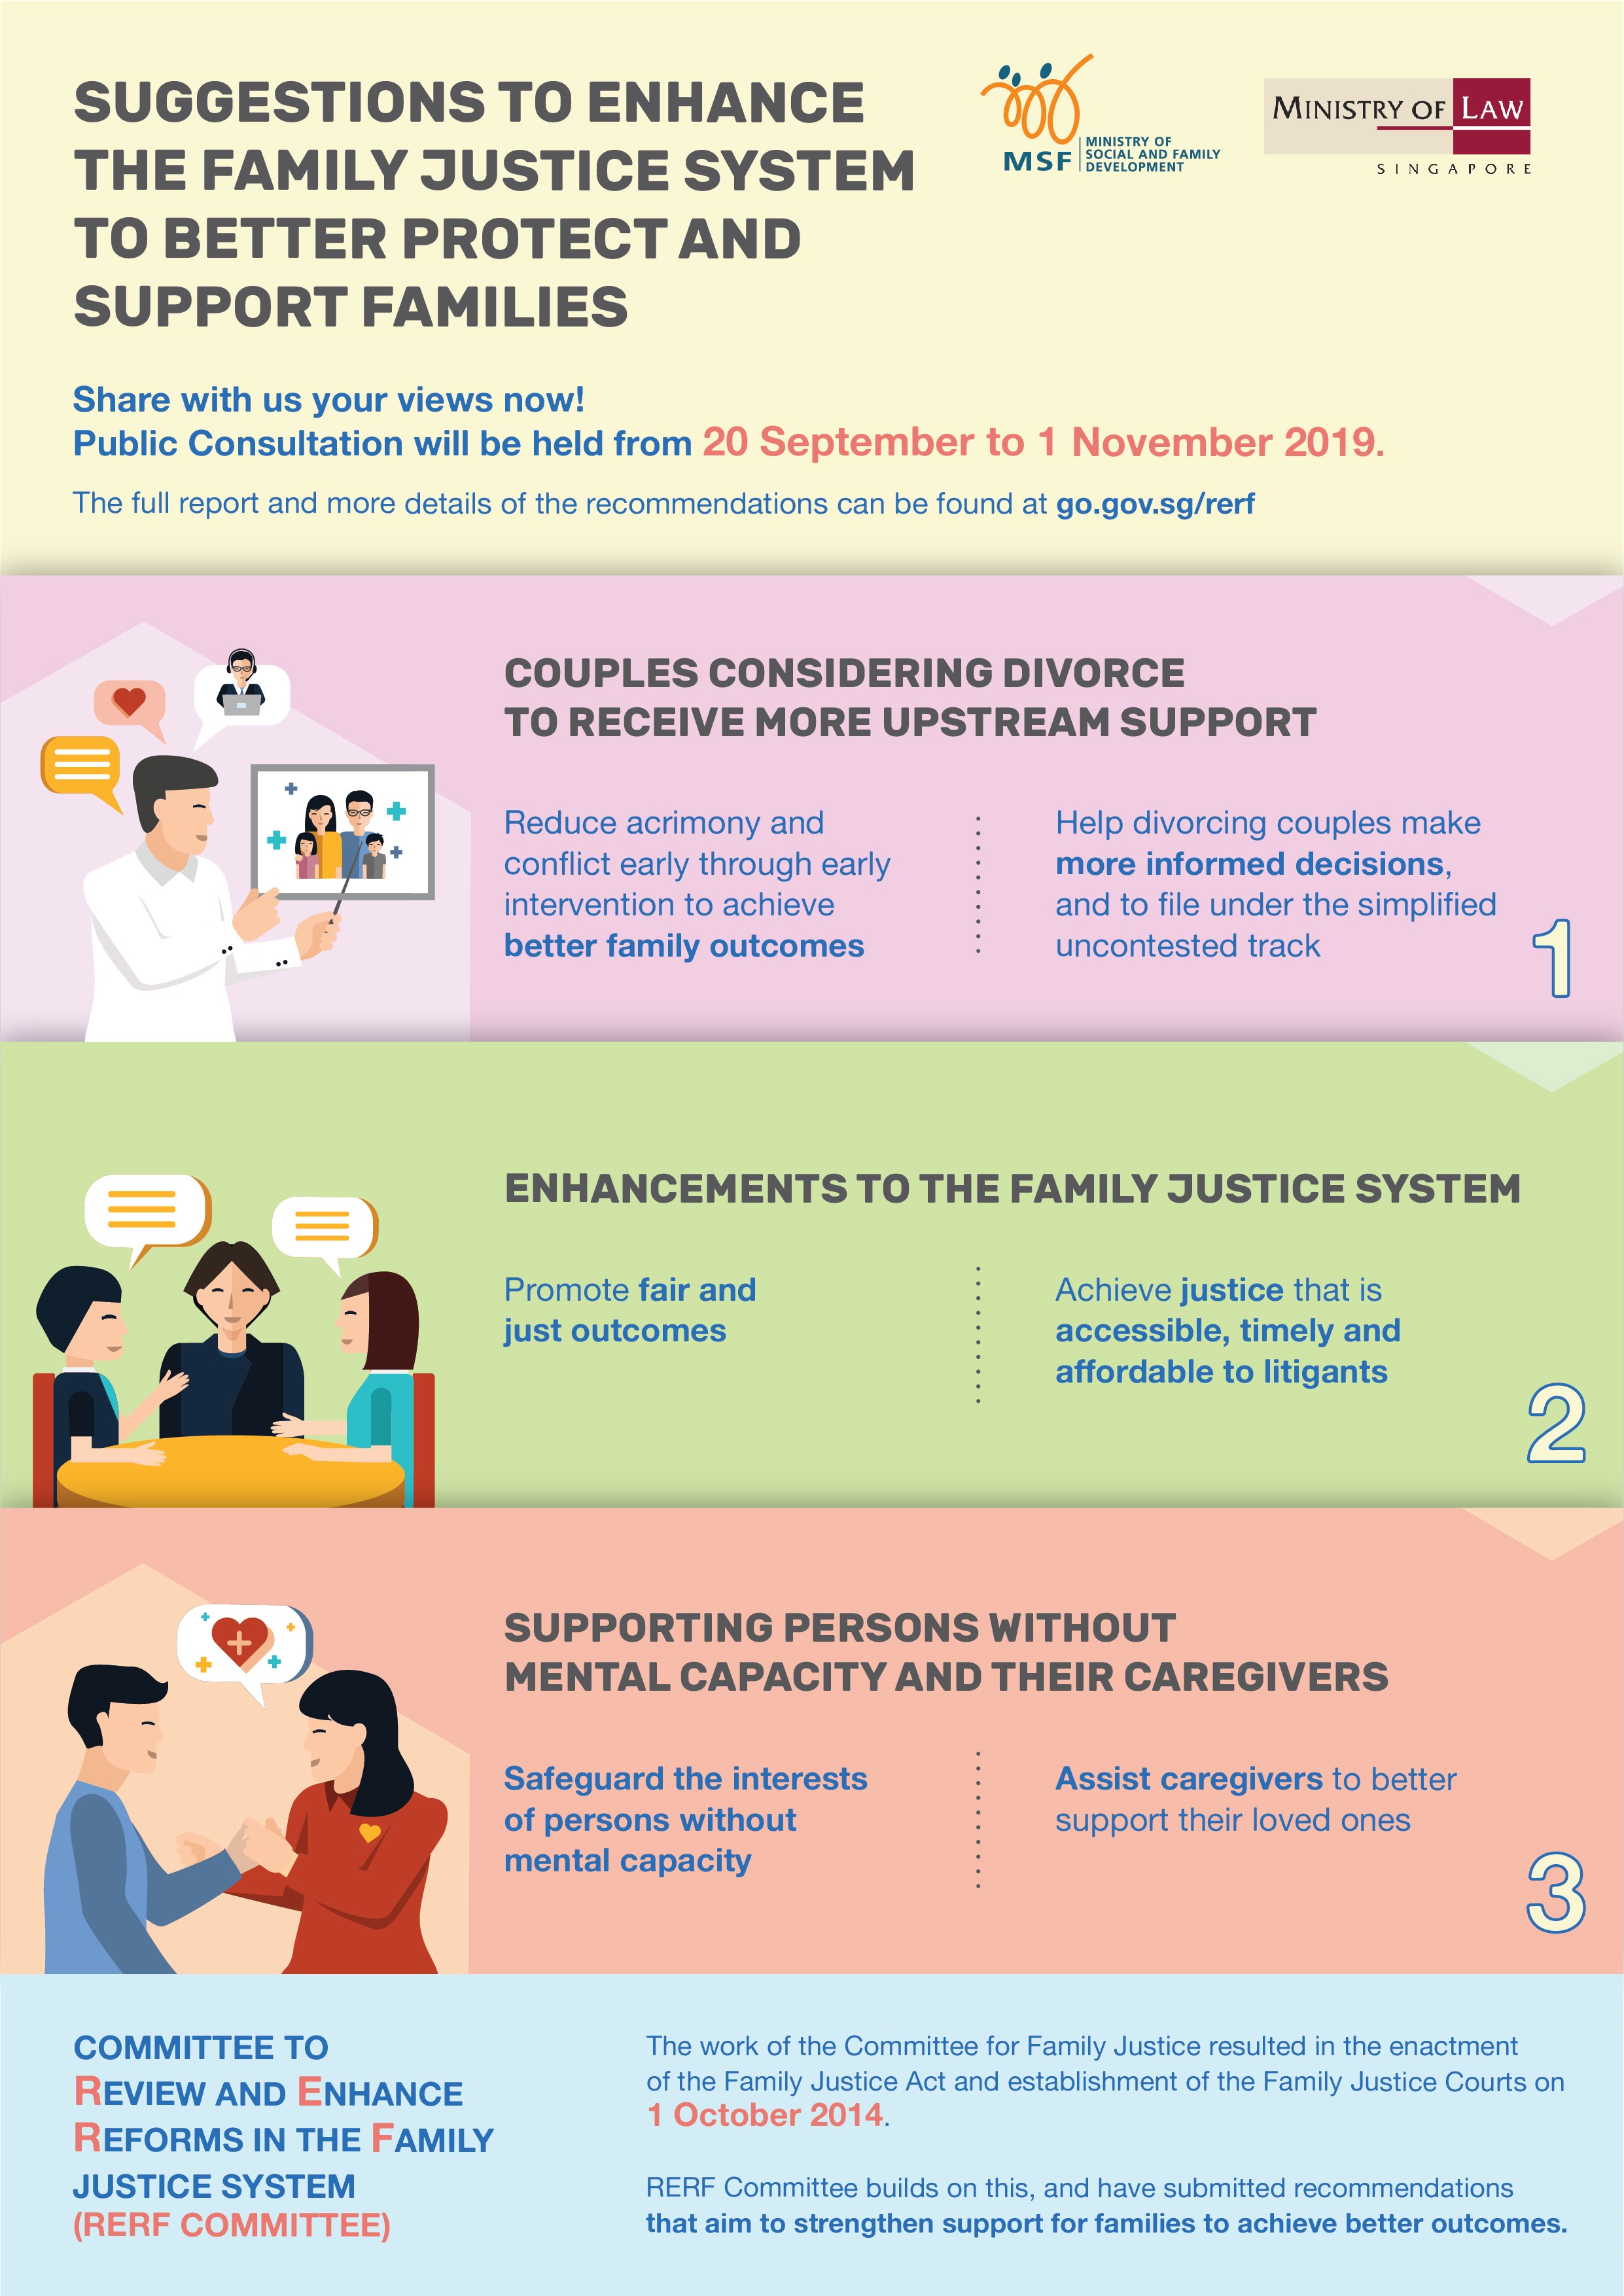 SUGGESTIONS TO ENHANCE
THE FAMILY JUSTICE SYSTEM
TO BETTER PROTECT AND
SUPPORT FAMILIES
MSF
MINISTRY OF
SOCIAL AND FAMILY
DEVELOPMENT
MINISTRY OF LAW
SINGAPORE
Share with us your views now!
Public Consultation will be held from 20 September to 1 November 2019.
The full report and more details of the recommendations can be found at go.gov.sg/rerf
COUPLES CONSIDERING DIVORCE
TO RECEIVE MORE UPSTREAM SUPPORT
Reduce acrimony and
conflict early through early
intervention to achieve
better family outcomes
Help divorcing couples make
more informed decisions,
and to file under the simplified
uncontested track
1
ENHANCEMENTS TO THE FAMILY JUSTICE SYSTEM
Promote fair and
just outcomes
Achieve justice that is
accessible, timely and
affordable to litigants
2
SUPPORTING PERSONS WITHOUT
MENTAL CAPACITY AND THEIR CAREGIVERS
Safeguard the interests
of persons without
mental capacity
Assist caregivers to better
support their loved ones
3
COMMITTEE TO
REVIEW AND ENHANCE
REFORMS IN THE FAMILY
JUSTICE SYSTEM
(RERF COMMITTEE)
The work of the Committee for Family Justice resulted in the enactment
of the Family Justice Act and establishment of the Family Justice Courts on
1 October 2014.
RERF Committee builds on this, and have submitted recommendations
that aim to strengthen support for families to achieve better outcomes.